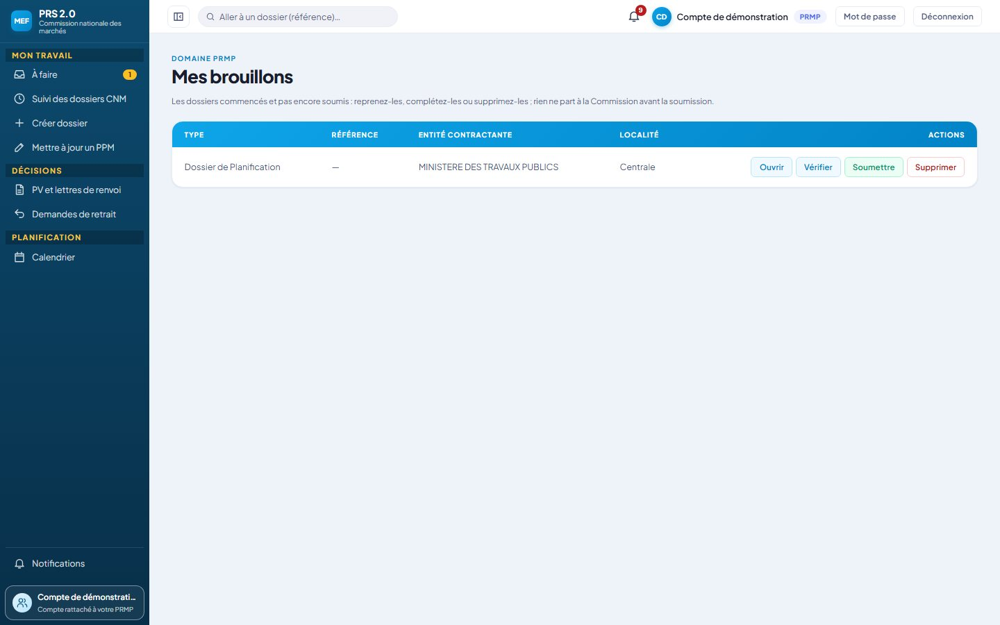 MEF
PRS 2.0
Commission nationale des
marchés
MON TRAVAIL
À faire 1
Suivi des dossiers CNM
Créer dossier
Mettre à jour un PPM
DÉCISIONS
PV et lettres de renvoi
Demandes de retrait
PLANIFICATION
Calendrier
Notifications
Compte de démonstrati...
Compte rattaché à votre PRMP
Aller à un dossier (référence)...
9
CD Compte de démonstration PRMP Mot de passe Déconnexion
DOMAINE PRMP
Mes brouillons
Les dossiers commencés et pas encore soumis : reprenez-les, complétez-les ou supprimez-les ; rien ne part à la Commission avant la soumission.
TYPE RÉFÉRENCE ENTITÉ CONTRACTANTE LOCALITÉ ACTIONS
Dossier de Planification — MINISTERE DES TRAVAUX PUBLICS Centrale Ouvrir Vérifier Soumettre Supprimer